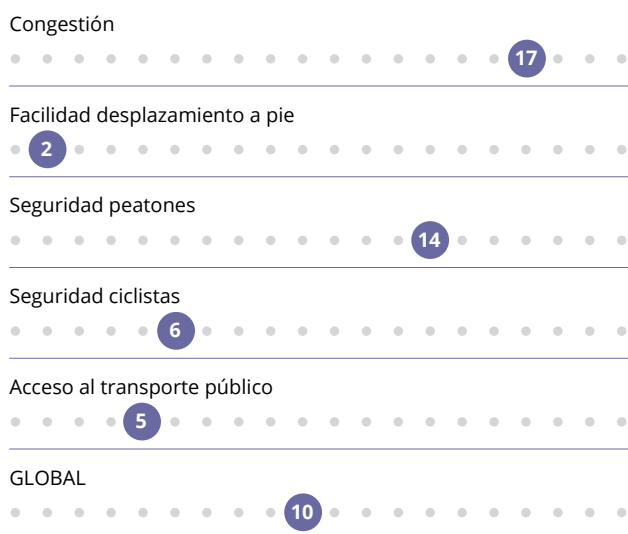 Congestión
17
Facilidad desplazamiento a pie
2
Seguridad peatones
14
Seguridad ciclistas
6
Acceso al transporte público
5
GLOBAL
10